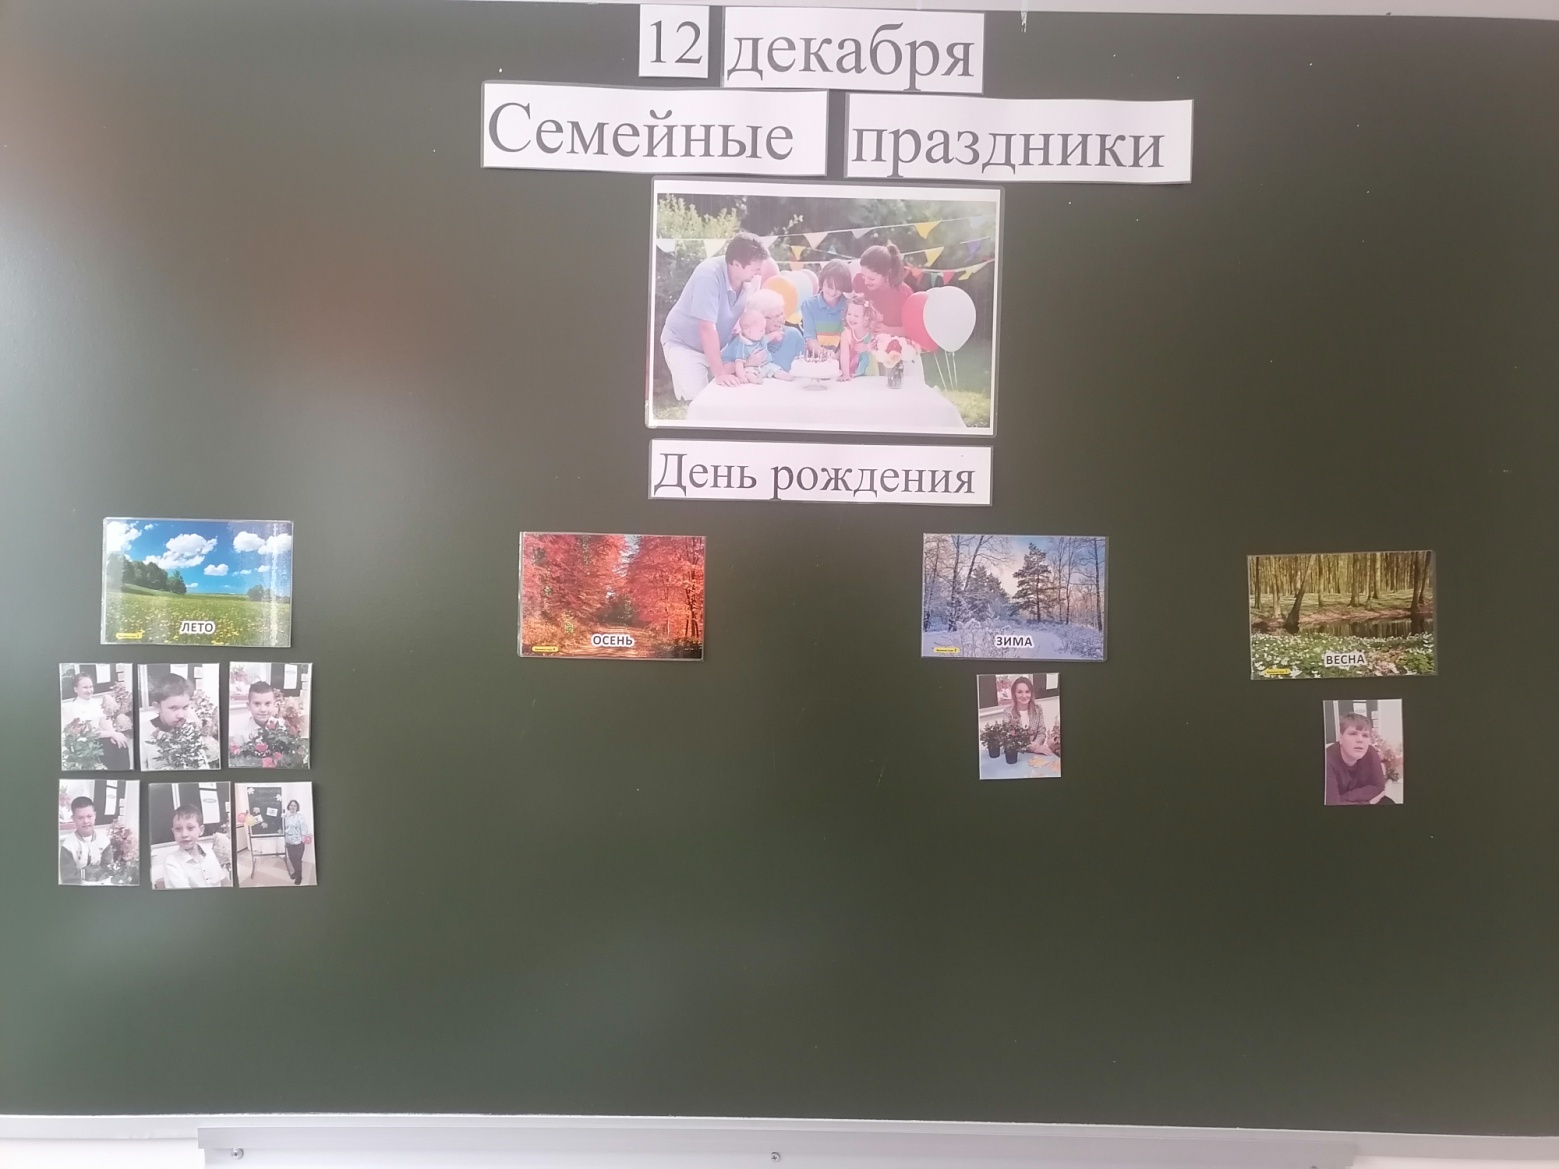 12 декабря
Семейные праздники
День рождения
ЛЕТО
ОСЕНЬ
ЗИМА
ВЕСНА